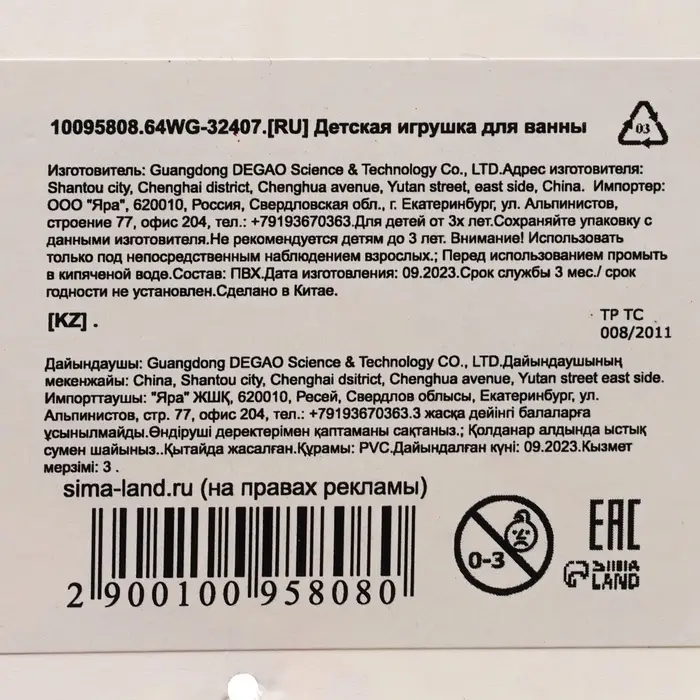 10095808.64WG-32407.[RU] Детская игрушка для ванны
03
Изготовитель: Guangdong DEGAO Science & Technology Co., LTD.Адрес изготовителя:
Shantou city, Chenghai district, Chenghua avenue, Yutan street, east side, China. Импортер:
ООО "Яра", 620010, Россия, Свердловская обл., г. Екатеринбург, ул. Альпинистов,
строение 77, офис 204, тел.: +79193670363.Для детей от 3х лет.Сохраняйте упаковку с
данными изготовителя.Не рекомендуется детям до 3 лет. Внимание! Использовать
только под непосредственным наблюдением взрослых.; Перед использованием промыть
в кипяченой воде.Состав: ПВХ.Дата изготовления: 09.2023.Срок службы 3 мес./ срок
годности не установлен.Сделано в Китае.
[KZ] .
ТР ТС
008/2011
Дайындаушы: Guangdong DEGAO Science & Technology CO., LTD.Дайындаушының
мекенжайы: China, Shantou city, Chenghai dsitrict, Chenghua avenue, Yutan street east side.
Импорттаушы: "Яра" ЖШҚ, 620010, Ресей, Свердлов облысы, Екатеринбург, ул.
Альпинистов, стр. 77, офис 204, тел.: +79193670363.3 жасқа дейінгі балаларға
ұсынылмайды.Өндіруші деректерімен қаптаманы сақтаңыз.; Қолданар алдында ыстық
сумен шайыныз..Қытайда жасалған.Құрамы: PVC.Дайындалған күні: 09.2023.Кызмет
мерзімі: 3 .
sima-land.ru (на правах рекламы)
2 900100 958080
0-3
EAC
SIMA
LAND